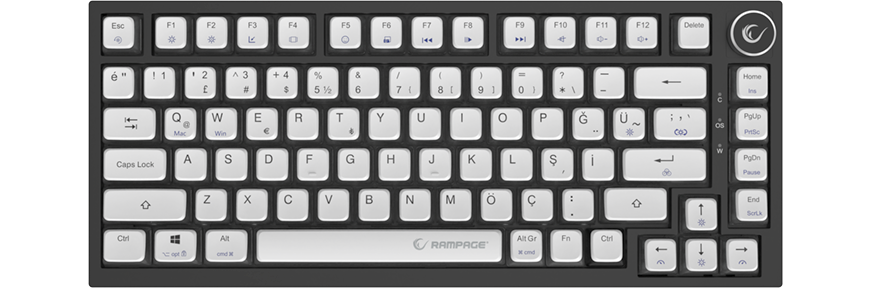 Esc F1 F2 F3 F4 F5 F6 F7 F8 F9 F10 F11 F12 Delete
é " ! 1 ' 2 £ ^ 3 # + 4 $ % 5 ½ & 6 / 7 { ( 8 [ ) 9 ] = 0 } ? * \ _ - ← Home Ins
C
Q @ Mac W Win E € R T Y U I O P Ğ ¨ Ü ~ ; , ` PgUp PrtSc
OS
Caps Lock A S D F G H J K L Ş İ PgDn Pause
W
⇧ Z X C V B N M Ö Ç : . ⇧ ↑ End ScrLk
Ctrl ⌥ opt Alt cmd ⌘ RAMPAGE Alt Gr ⌘ cmd Fn Ctrl ← ↓ →